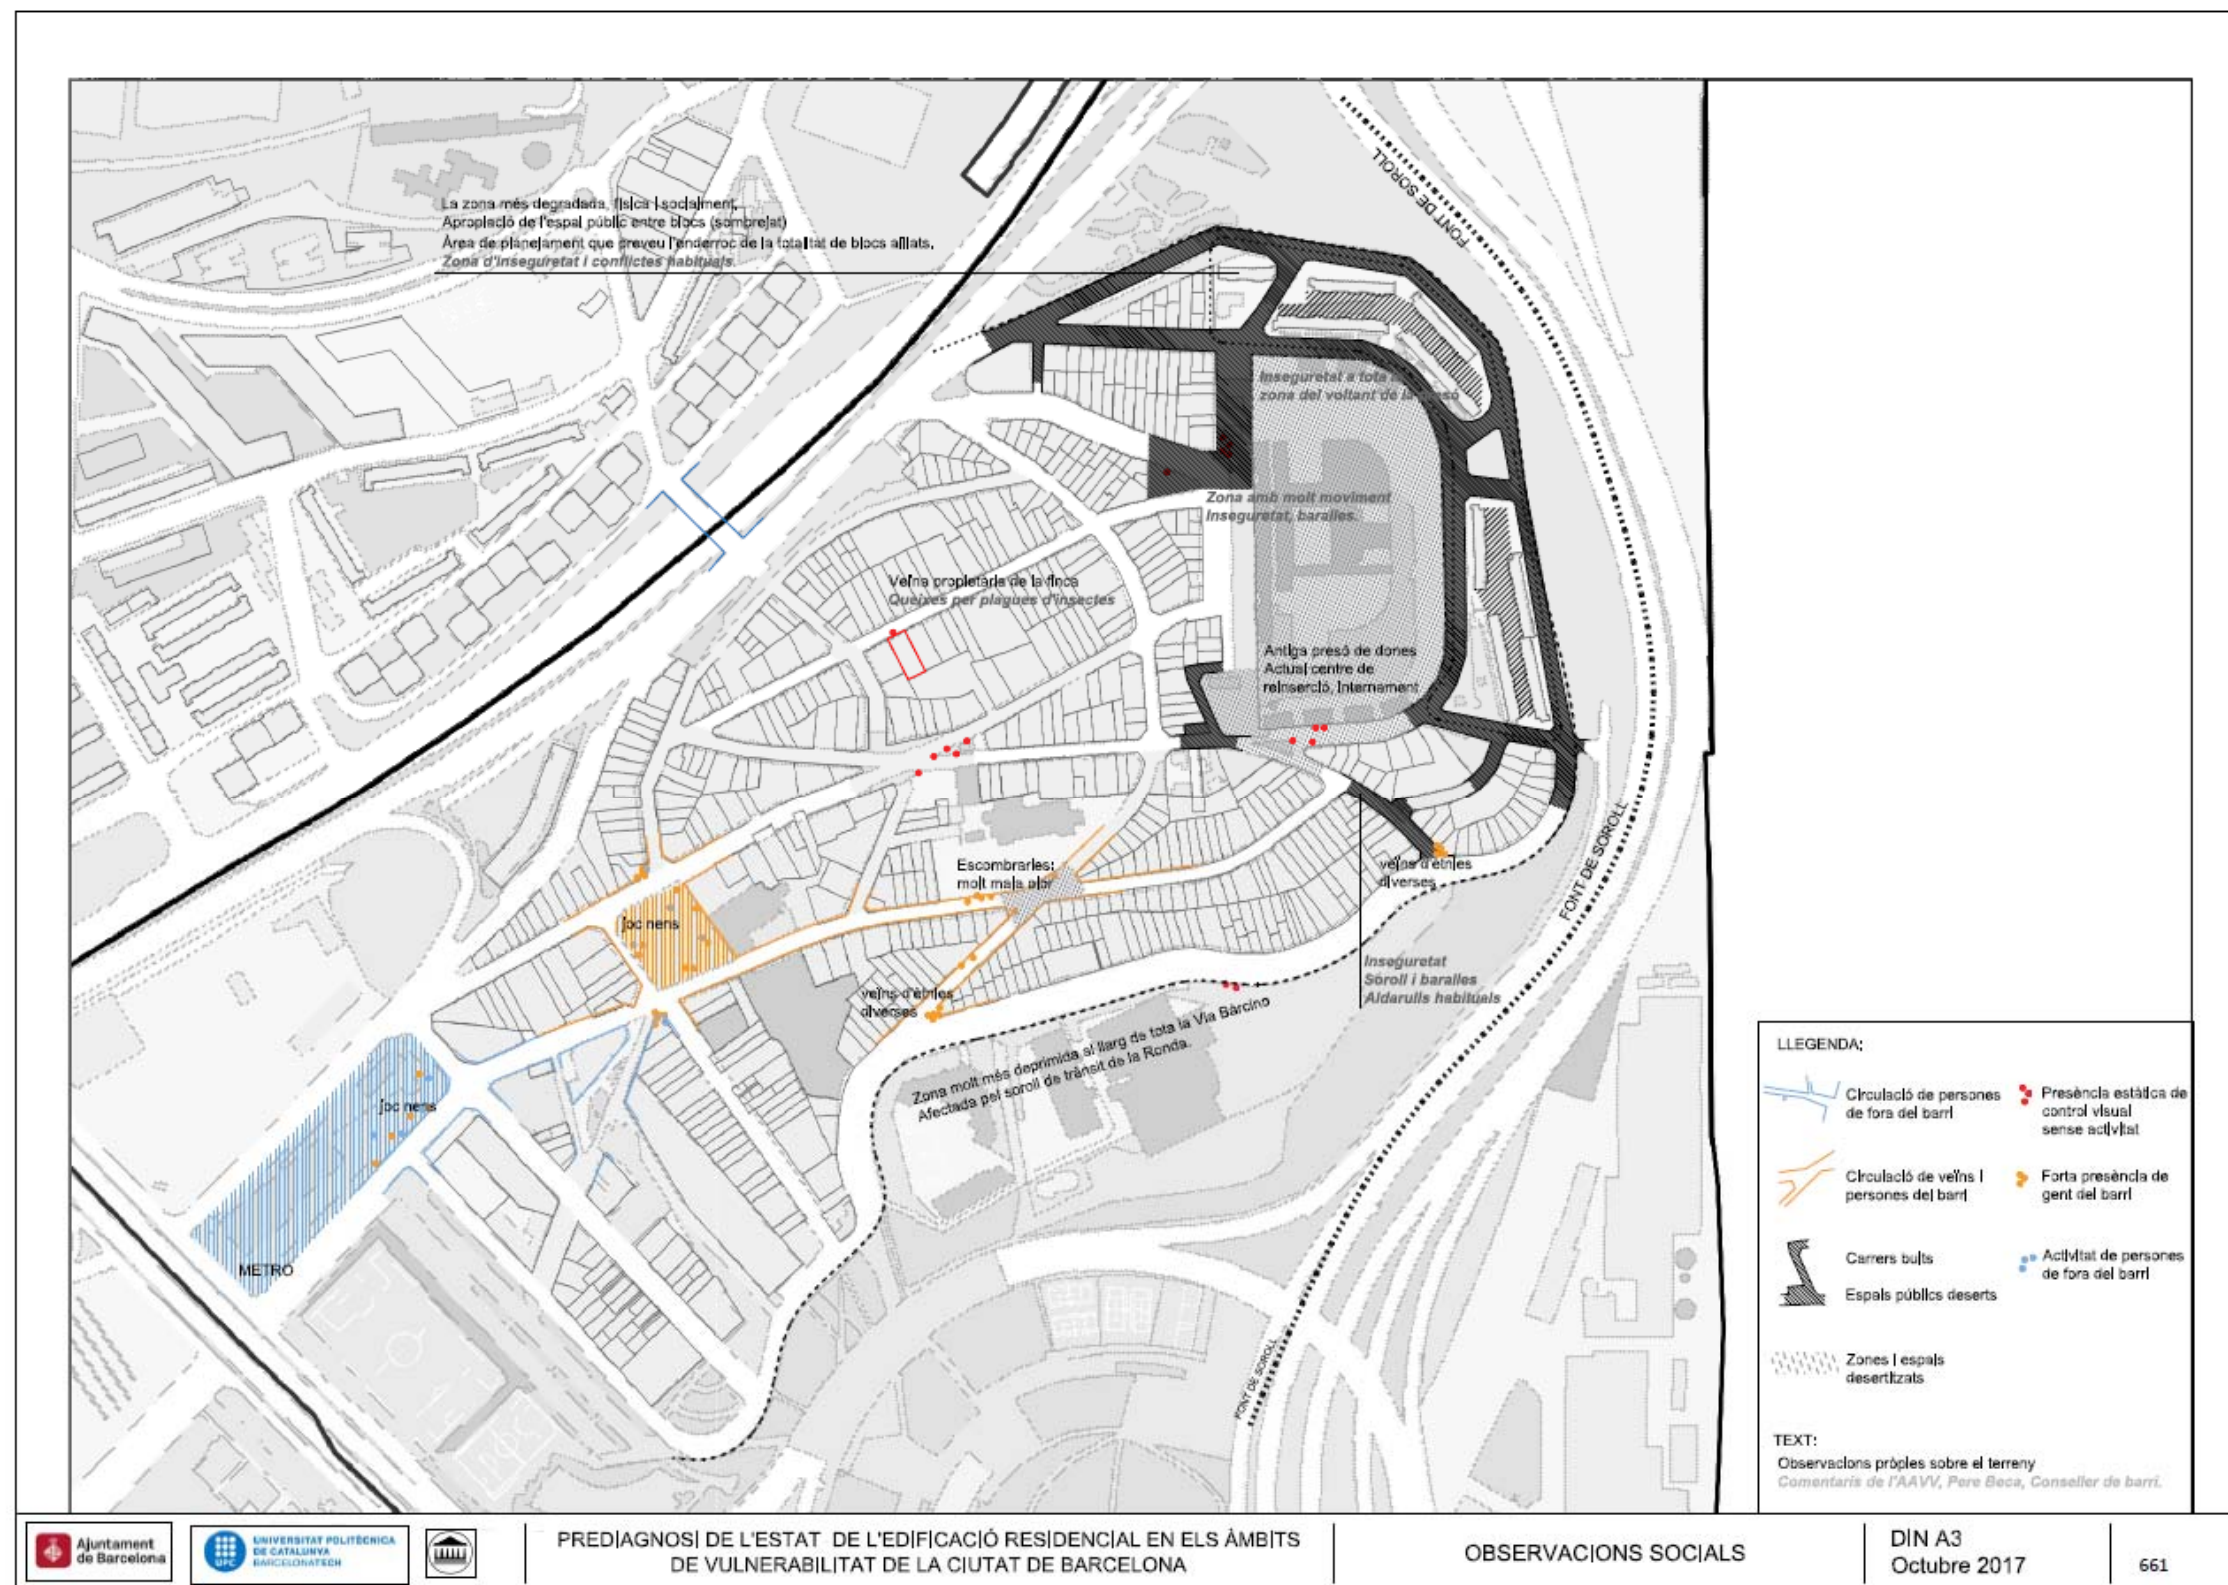 FONT DE SOROLL
La zona més degradada, física i socialment,
Apropiació de l'espai públic entre blocs (sombrejat)
Àrea de planejament que preveu l'enderroc de la totalitat de blocs aïllats,
Zona d'inseguretat i conflictes habituals.
Inseguretat a tota
zona del voltant de la
Zona amb molt moviment
Inseguretat, baralles.
Veïna propietària de la finca
Queixes per plagues d'insectes
Antiga presó de dones
Actual centre de
reinserció, Internament
Escombraries:
molt mala olor
veïns d'ètnies
diverses
FONT DE SOROLL
joc nens
Inseguretat
Soroll i baralles
Aldarulls habituals
veïns d'ètnies
diverses
Zona molt més deprimida al llarg de tota la Via Bàrcino
Afectada pel soroll de trànsit de la Ronda.
joc nens
METRO
FONT DE SOROLL
LLEGENDA:
Circulació de persones
de fora del barri
Presència estàtica de
control visual
sense activitat
Circulació de veïns i
persones del barri
Forta presència de
gent del barri
Carrers buits
Espais públics deserts
Activitat de persones
de fora del barri
Zones i espais
desertitzats
TEXT:
Observacions pròpies sobre el terreny
Comentaris de l'AAVV, Pere Beca, Conseller de barri.
Ajuntament
de Barcelona
UPC
UNIVERSITAT POLITÈCNICA
DE CATALUNYA
BARCELONATECH
PREDIAGNOSI DE L'ESTAT DE L'EDIFICACIÓ RESIDENCIAL EN ELS ÀMBITS
DE VULNERABILITAT DE LA CIUTAT DE BARCELONA
OBSERVACIONS SOCIALS
DIN A3
Octubre 2017
661